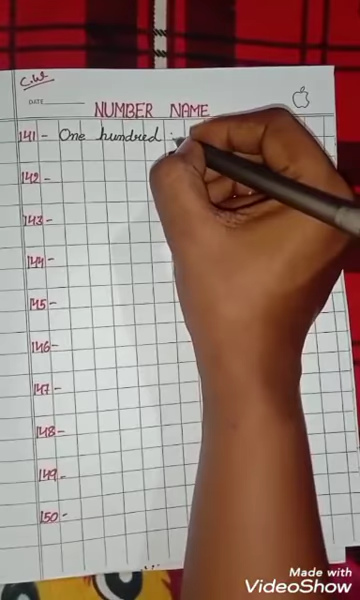 C.W
DATE
NUMBER NAME
141- One hundred
142-
143-
144-
145-
146-
147-
148-
149-
150-
Made with
VideoShow